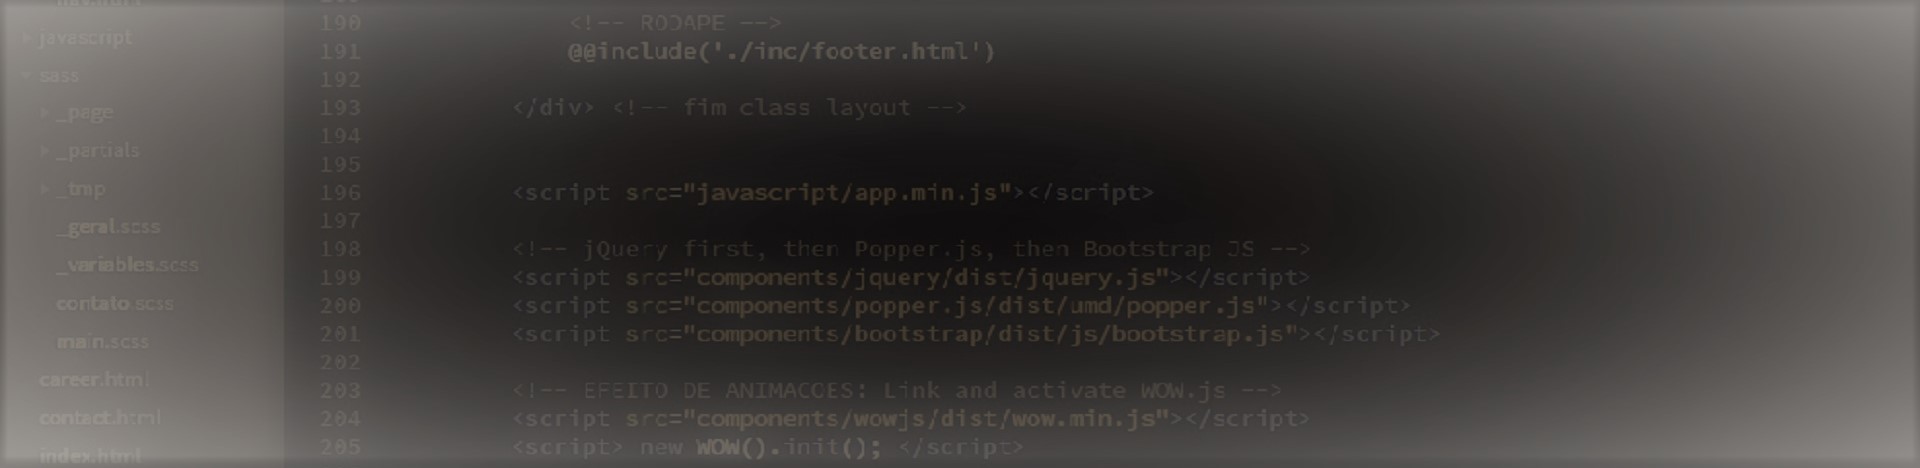 javascript
sass
_page
_partials
_tmp
_geral.scss
_variables.scss
contato.scss
main.scss
career.html
contact.html
index.html
190 <!-- RODAPE -->
191 @@include('./inc/footer.html')
192
193 </div> <!-- fim class layout -->
194
195
196 <script src="javascript/app.min.js"></script>
197
198 <!-- jQuery first, then Popper.js, then Bootstrap JS -->
199 <script src="components/jquery/dist/jquery.js"></script>
200 <script src="components/popper.js/dist/umd/popper.js"></script>
201 <script src="components/bootstrap/dist/js/bootstrap.js"></script>
202
203 <!-- EFEITO DE ANIMACCES: Link and activate WOW.js -->
204 <script src="components/wowjs/dist/wow.min.js"></script>
205 <script> new WOW().init(); </script>